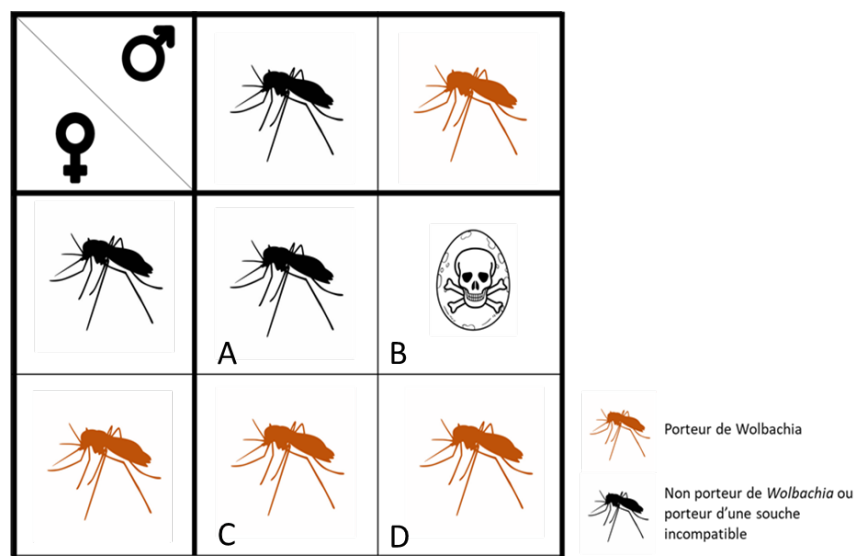 A
B
C
D
Porteur de Wolbachia
Non porteur de Wolbachia ou
porteur d'une souche
incompatible